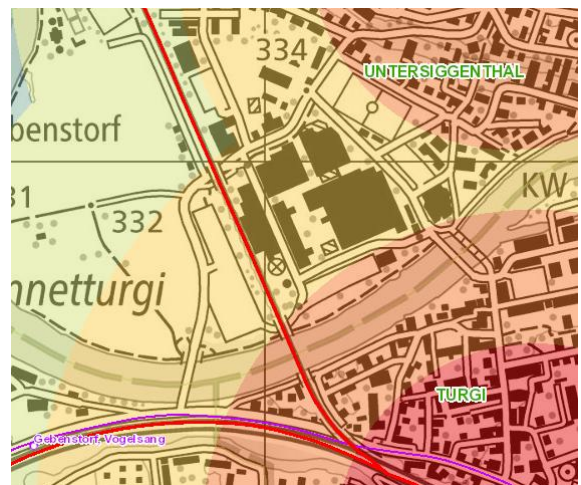 334
UNTERSIGGENTHAL
benstorf
KW
31
332
nnetturgi
TURGI
Gebenstorf, Vogelsang